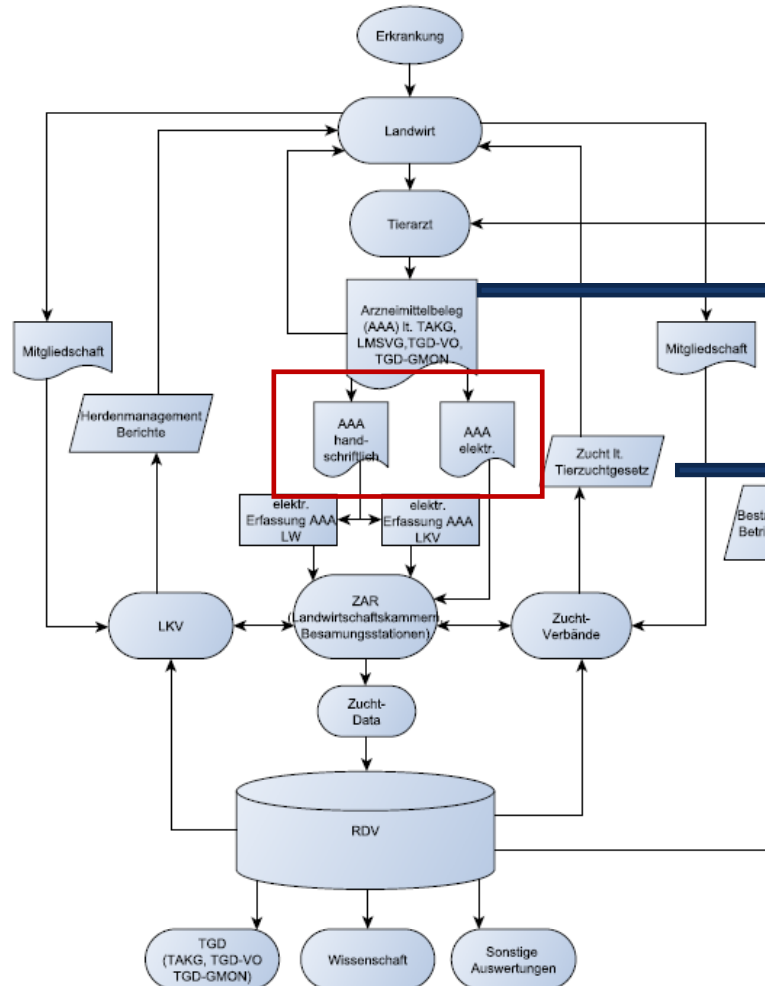 Erkrankung
Landwirt
Tierarzt
Arzneimittelbeleg
(AAA) lt. TAKG,
LMSVG,TGD-VO,
TGD-GMON
Mitgliedschaft
Mitgliedschaft
Herdenmanagement
Berichte
AAA
hand-
schriftlich
AAA
elektr.
Zucht lt.
Tierzuchtgesetz
elektr.
Erfassung AAA
LW
elektr.
Erfassung AAA
LKV
Besta
Betri
LKV
ZAR
(Landwirtschaftskammern,
Besamungsstationen)
Zucht-
Verbände
Zucht-
Data
RDV
TGD
(TAKG, TGD-VO
TGD-GMON)
Wissenschaft
Sonstige
Auswertungen